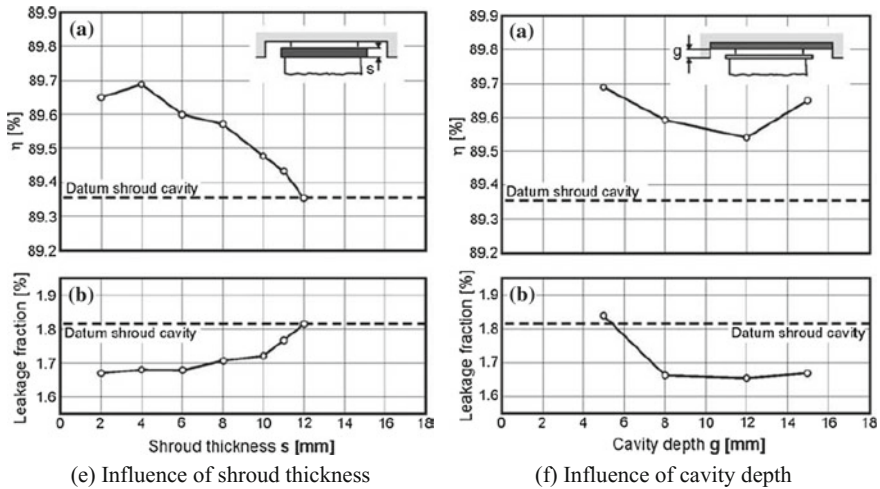 (a)
89.9
89.8
89.7
89.6
89.5
89.4
89.3
89.2
η [%]
s
Datum shroud cavity
(b)
1.9
1.8
1.7
1.6
Leakage fraction [%]
Datum shroud cavity
0 2 4 6 8 10 12 14 16 18
Shroud thickness s [mm]
(e) Influence of shroud thickness
(a)
89.9
89.8
89.7
89.6
89.5
89.4
89.3
89.2
η [%]
g
Datum shroud cavity
(b)
1.9
1.8
1.7
1.6
Leakage fraction [%]
Datum shroud cavity
0 2 4 6 8 10 12 14 16 18
Cavity depth g [mm]
(f) Influence of cavity depth